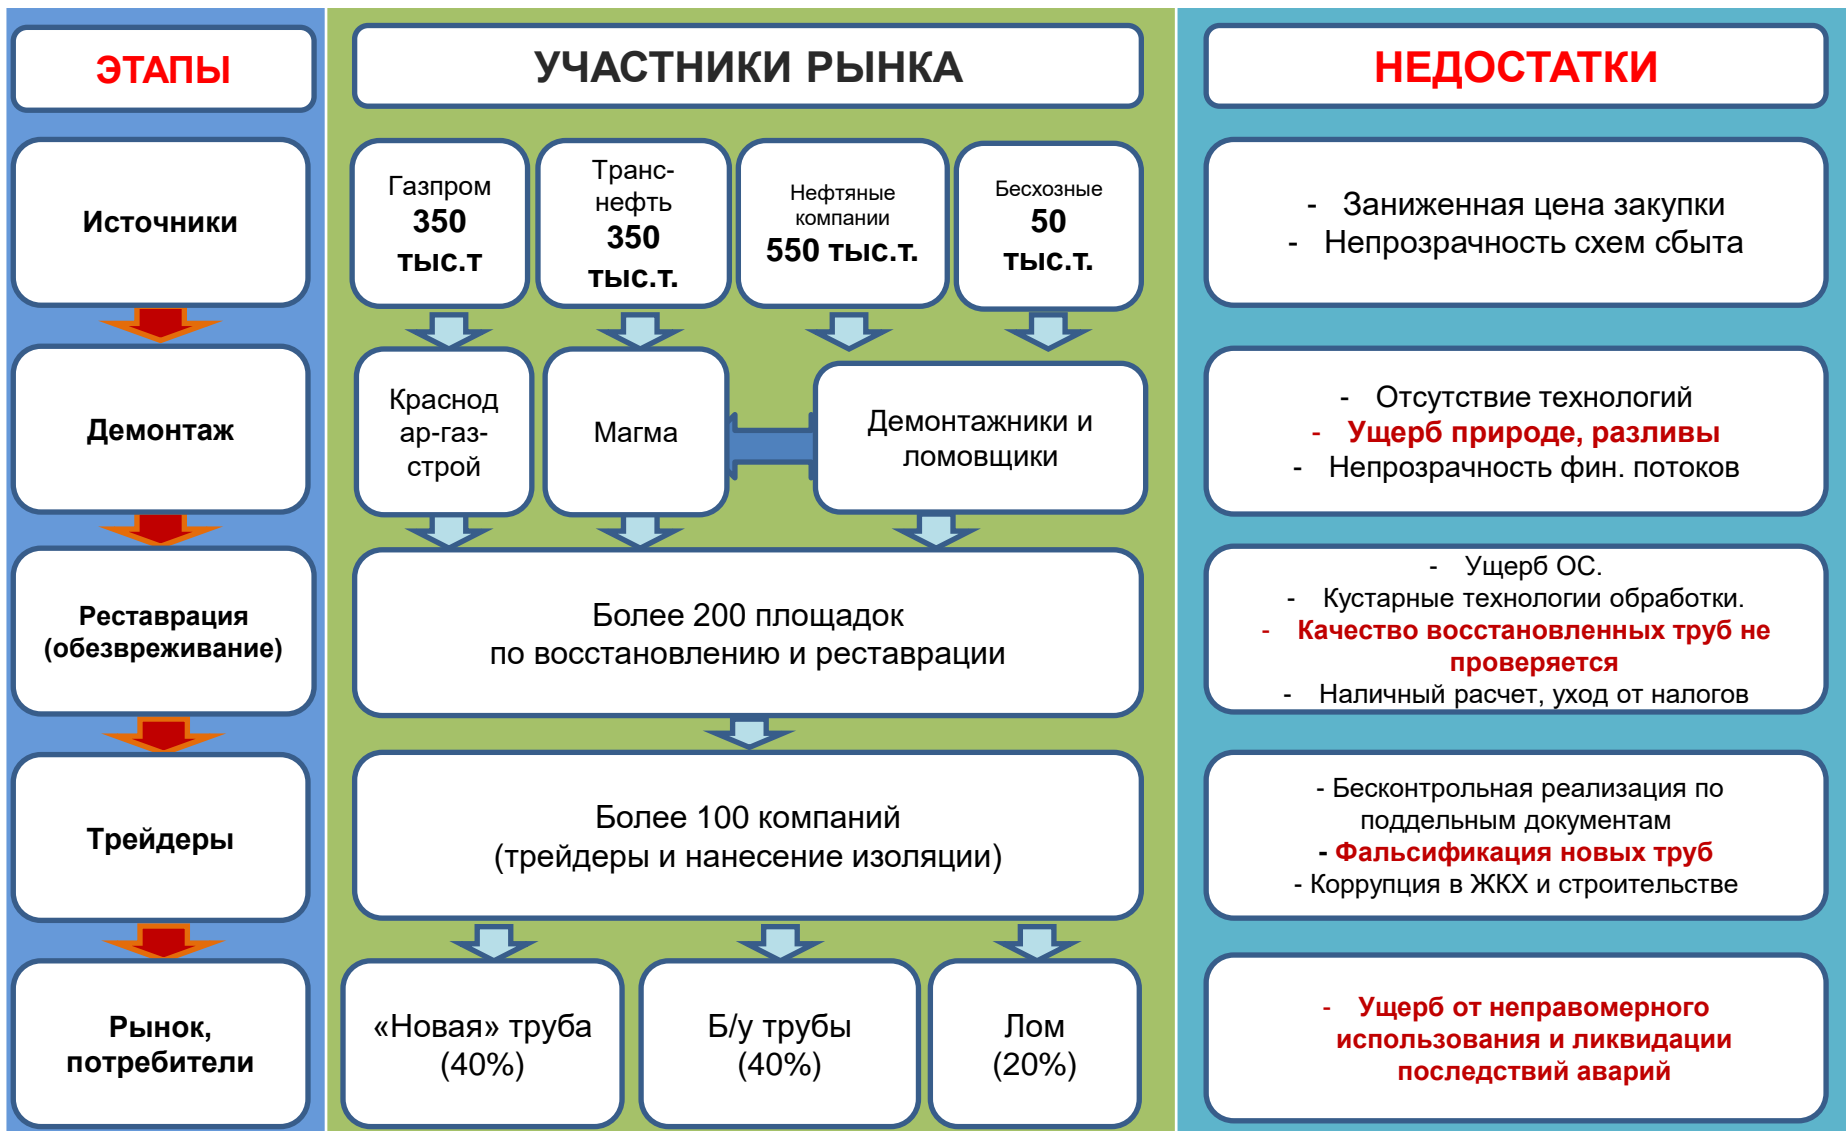 ЭТАПЫ
УЧАСТНИКИ РЫНКА
НЕДОСТАТКИ
Источники
Газпром
350
тыс.т
Транс-
нефть
350
тыс.т.
Нефтяные
компании
550 тыс.т.
Бесхозные
50
тыс.т.
- Заниженная цена закупки
- Непрозрачность схем сбыта
Демонтаж
Краснод
ар-газ-
строй
Магма
Демонтажники и
ломовщики
- Отсутствие технологий
- Ущерб природе, разливы
- Непрозрачность фин. потоков
Реставрация
(обезвреживание)
Более 200 площадок
по восстановлению и реставрации
- Ущерб ОС.
- Кустарные технологии обработки.
- Качество восстановленных труб не
проверяется
- Наличный расчет, уход от налогов
Трейдеры
Более 100 компаний
(трейдеры и нанесение изоляции)
- Бесконтрольная реализация по
поддельным документам
- Фальсификация новых труб
- Коррупция в ЖКХ и строительстве
Рынок,
потребители
«Новая» труба
(40%)
Б/у трубы
(40%)
Лом
(20%)
- Ущерб от неправомерного
использования и ликвидации
последствий аварий